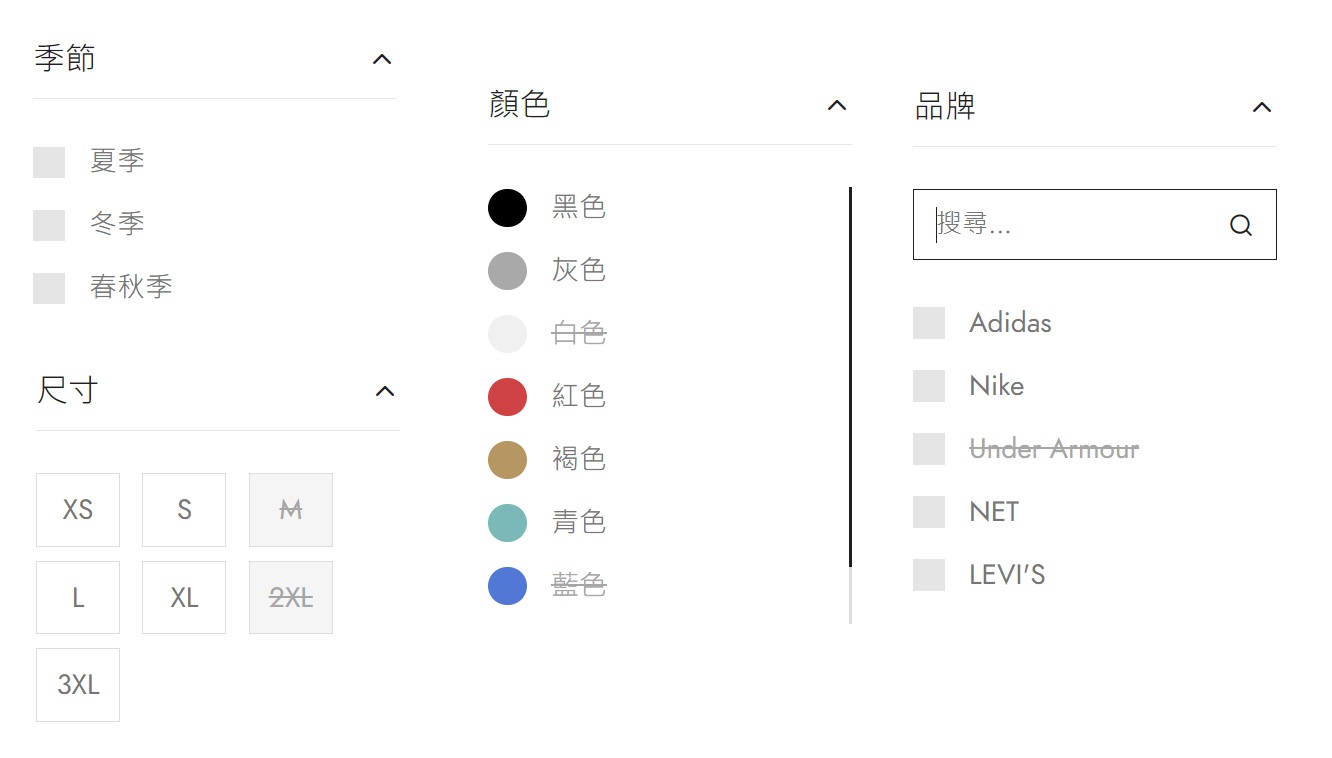 季節
夏季
冬季
春秋季
尺寸
XS
S
M
L
XL
2XL
3XL
顏色
黑色
灰色
白色
紅色
褐色
青色
藍色
品牌
搜尋...
Adidas
Nike
Under Armour
NET
LEVI'S